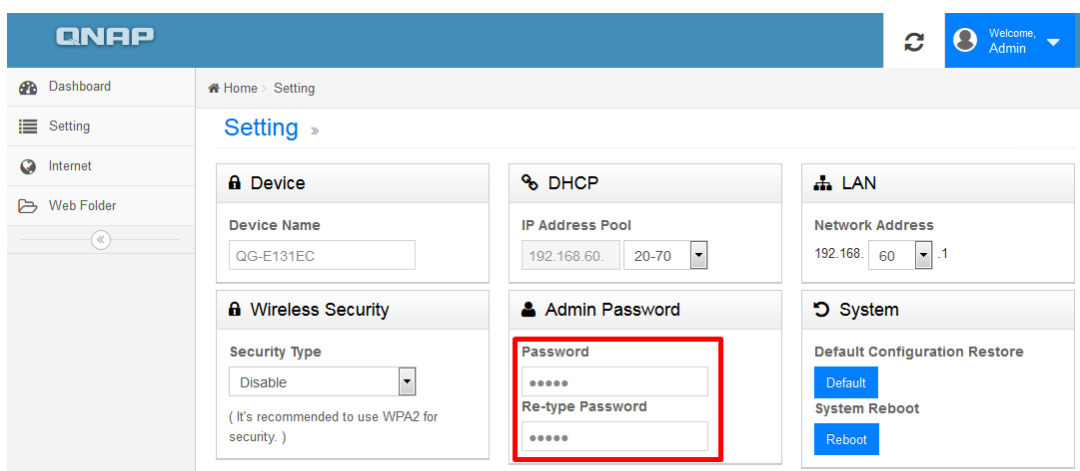 QNAP
Welcome,
Admin
Dashboard
Setting
Internet
Web Folder
Home > Setting
Setting »
Device
Device Name
QG-E131EC
DHCP
IP Address Pool
192.168.60. 20-70
LAN
Network Address
192.168. 60 .1
Wireless Security
Security Type
Disable
( It's recommended to use WPA2 for
security. )
Admin Password
Password
•••••
Re-type Password
•••••
System
Default Configuration Restore
Default
System Reboot
Reboot